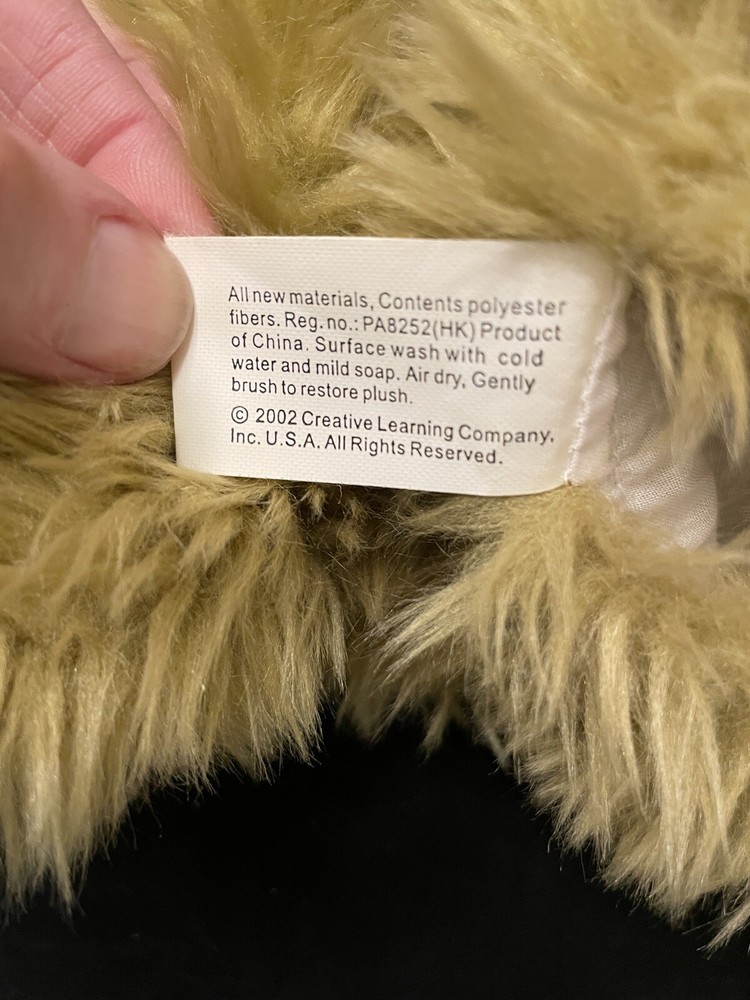 All new materials, Contents polyester
fibers. Reg. no.: PA8252(HK) Product
of China. Surface wash with cold
water and mild soap. Air dry, Gently
brush to restore plush.
© 2002 Creative Learning Company,
Inc. U.S.A. All Rights Reserved.